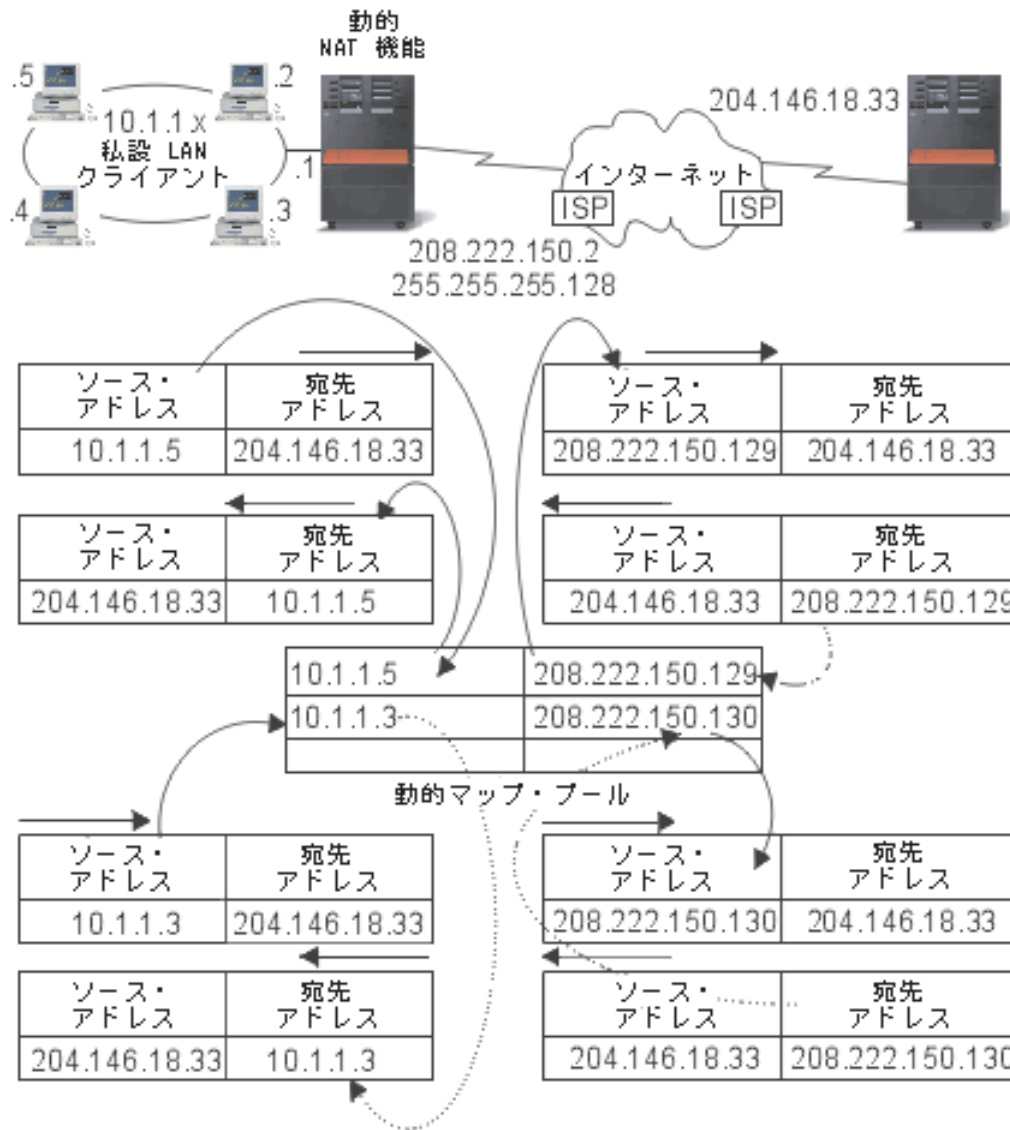 動的
NAT 機能
.5
.2
10.1.1.x
私設 LAN
クライアント
.1
.4
.3
204.146.18.33
インターネット
ISP
ISP
208.222.150.2
255.255.255.128
ソース・
アドレス
宛先
アドレス
10.1.1.5
204.146.18.33
ソース・
アドレス
宛先
アドレス
208.222.150.129
204.146.18.33
ソース・
アドレス
宛先
アドレス
204.146.18.33
10.1.1.5
ソース・
アドレス
宛先
アドレス
204.146.18.33
208.222.150.129
10.1.1.5
208.222.150.129
10.1.1.3
208.222.150.130
動的マップ・プール
ソース・
アドレス
宛先
アドレス
10.1.1.3
204.146.18.33
ソース・
アドレス
宛先
アドレス
208.222.150.130
204.146.18.33
ソース・
アドレス
宛先
アドレス
204.146.18.33
10.1.1.3
ソース・
アドレス
宛先
アドレス
204.146.18.33
208.222.150.130